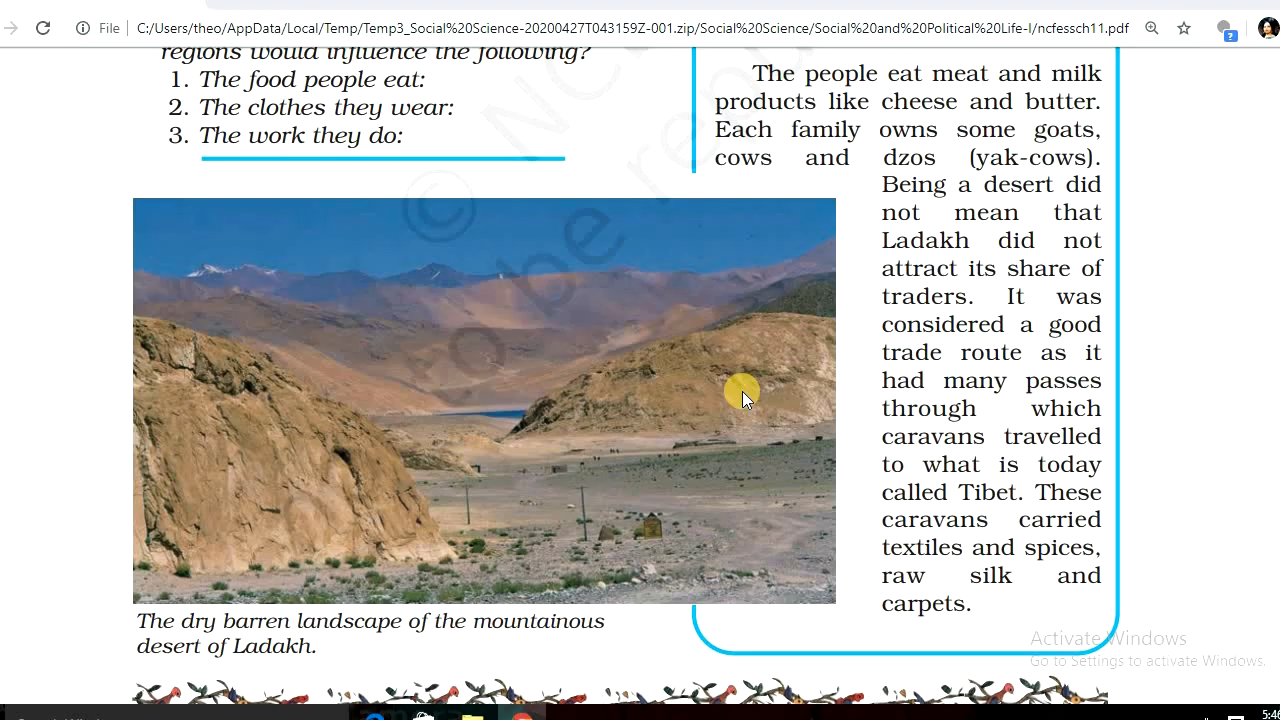 File
C:/Users/theo/AppData/Local/Temp/Temp3_Social%20Science-20200427T043159Z-001.zip/Social%20Science/Social%20and%20Political%20Life-I/ncfessch11.pdf
regions would influence the following?
1. The food people eat:
2. The clothes they wear:
3. The work they do:
The dry barren landscape of the mountainous
desert of Ladakh.
The people eat meat and milk
products like cheese and butter.
Each family owns some goats,
cows and dzos (yak-cows).
Being a desert did
not mean that
Ladakh did not
attract its share of
traders. It was
considered a good
trade route as it
had many passes
through which
caravans travelled
to what is today
called Tibet. These
caravans carried
textiles and spices,
raw silk and
carpets.
Activate Windows
Go to Settings to activate Windows.